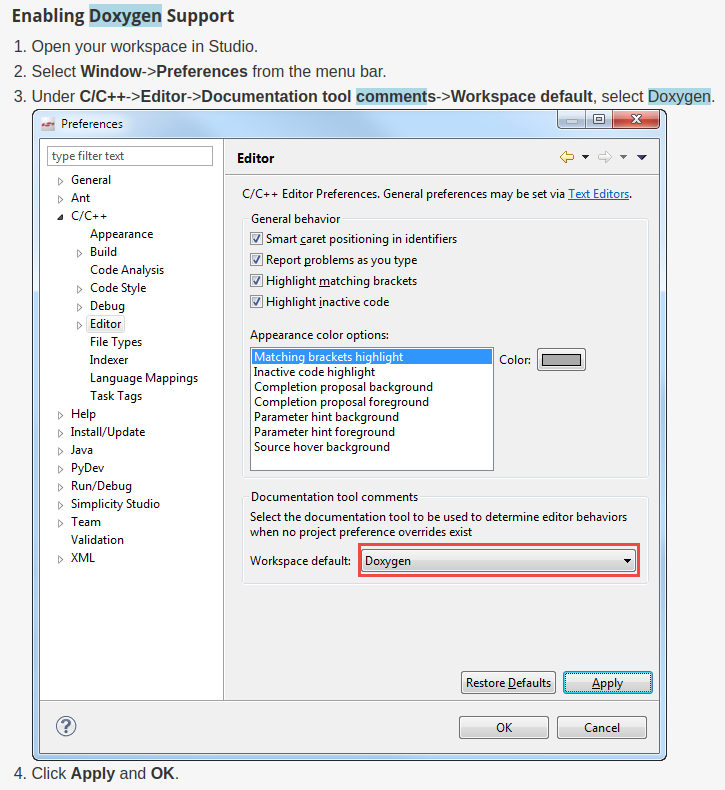 Enabling Doxygen Support
1. Open your workspace in Studio.
2. Select Window->Preferences from the menu bar.
3. Under C/C++->Editor->Documentation tool comments->Workspace default, select Doxygen.
Preferences
type filter text
General
Ant
C/C++
Appearance
Build
Code Analysis
Code Style
Debug
Editor
File Types
Indexer
Language Mappings
Task Tags
Help
Install/Update
Java
PyDev
Run/Debug
Simplicity Studio
Team
Validation
XML
Editor
C/C++ Editor Preferences. General preferences may be set via Text Editors.
General behavior
Smart caret positioning in identifiers
Report problems as you type
Highlight matching brackets
Highlight inactive code
Appearance color options:
Matching brackets highlight
Inactive code highlight
Completion proposal background
Completion proposal foreground
Parameter hint background
Parameter hint foreground
Source hover background
Color:
Documentation tool comments
Select the documentation tool to be used to determine editor behaviors
when no project preference overrides exist
Workspace default: Doxygen
Restore Defaults Apply
? OK Cancel
4. Click Apply and OK.